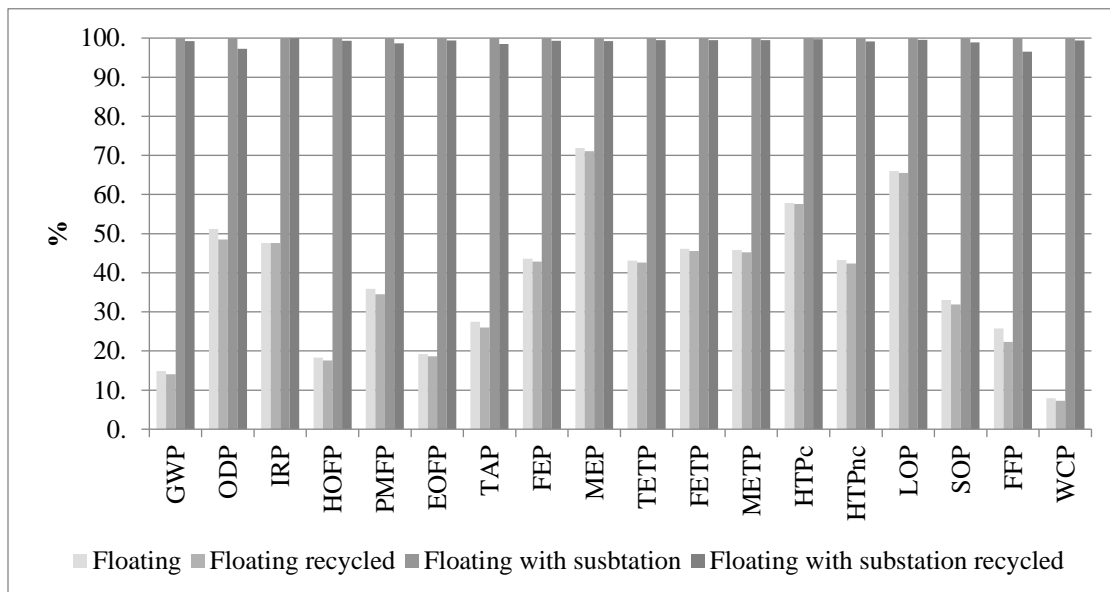 100.
90.
80.
70.
60.
50.
40.
30.
20.
10.
0.
%
GWP
ODP
IRP
HOFP
PMFP
EOFP
TAP
FEP
MEP
TETP
FETP
METP
HTPc
HTPnc
LOP
SOP
FFP
WCP
Floating Floating recycled Floating with susbtation Floating with substation recycled